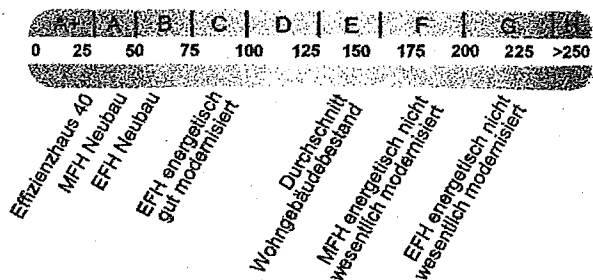 A+ A B C D E F G H
0 25 50 75 100 125 150 175 200 225 >250
Effizienzhaus 40
MFH Neubau
EFH Neubau
EFH energetisch
gut modernisiert
Durchschnitt
Wohngebäudebestand
MFH energetisch nicht
wesentlich modernisiert
EFH energetisch nicht
wesentlich modernisiert